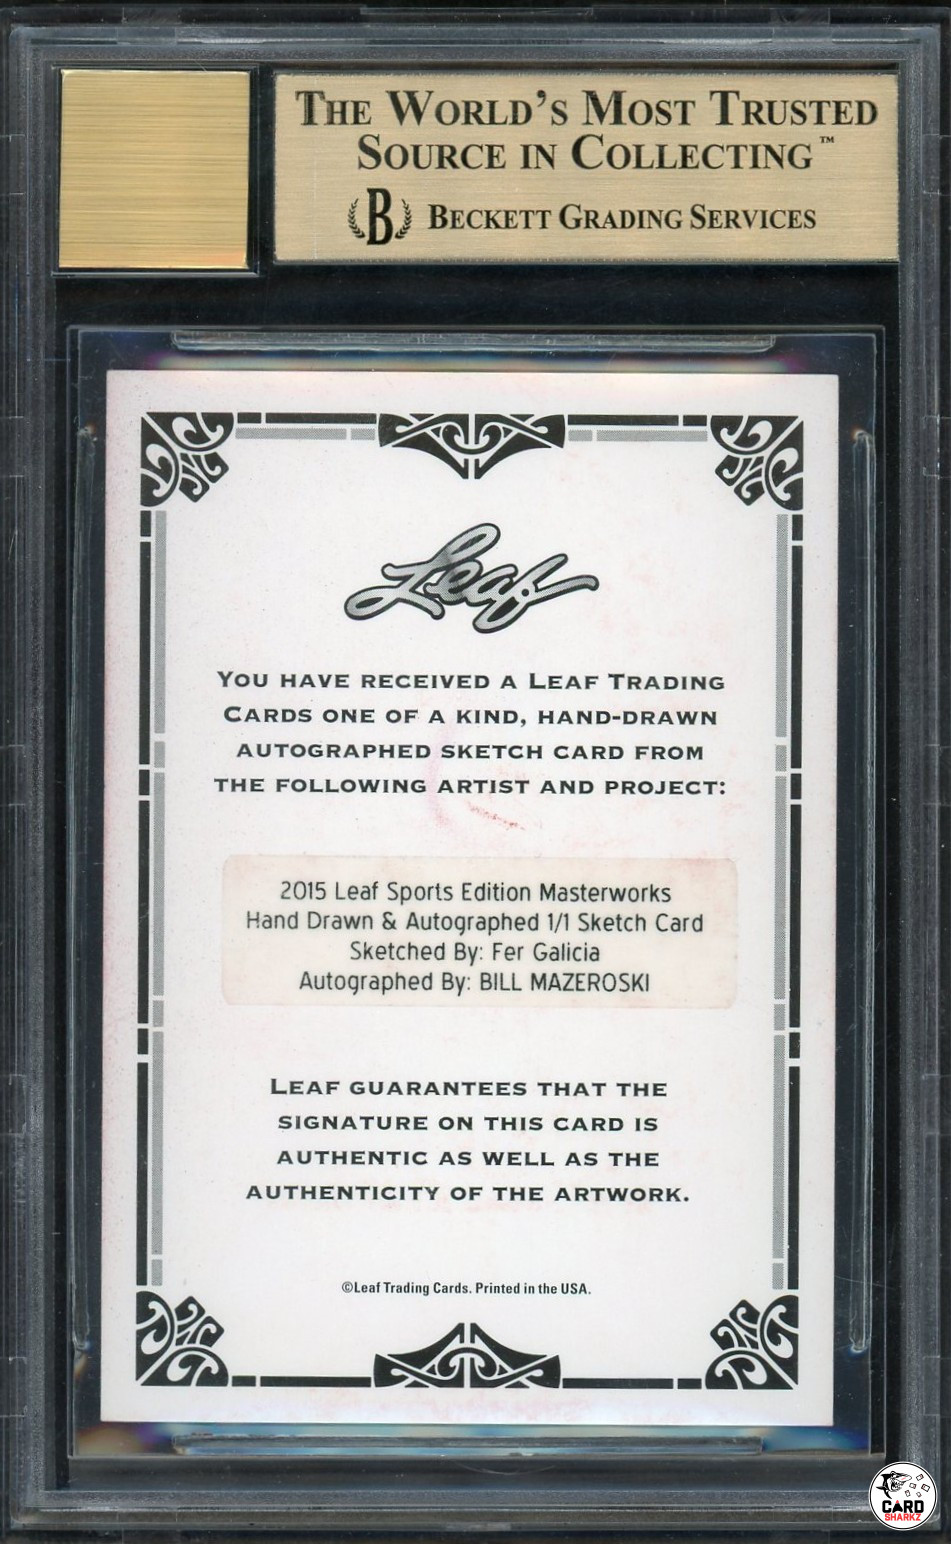 THE WORLD'S MOST TRUSTED
SOURCE IN COLLECTING™
B BECKETT GRADING SERVICES
Leaf
YOU HAVE RECEIVED A LEAF TRADING
CARDS ONE OF A KIND, HAND-DRAWN
AUTOGRAPHED SKETCH CARD FROM
THE FOLLOWING ARTIST AND PROJECT:
2015 Leaf Sports Edition Masterworks
Hand Drawn & Autographed 1/1 Sketch Card
Sketched By: Fer Galicia
Autographed By: BILL MAZEROSKI
LEAF GUARANTEES THAT THE
SIGNATURE ON THIS CARD IS
AUTHENTIC AS WELL AS THE
AUTHENTICITY OF THE ARTWORK.
©Leaf Trading Cards. Printed in the USA.
CARD
SHARKZ